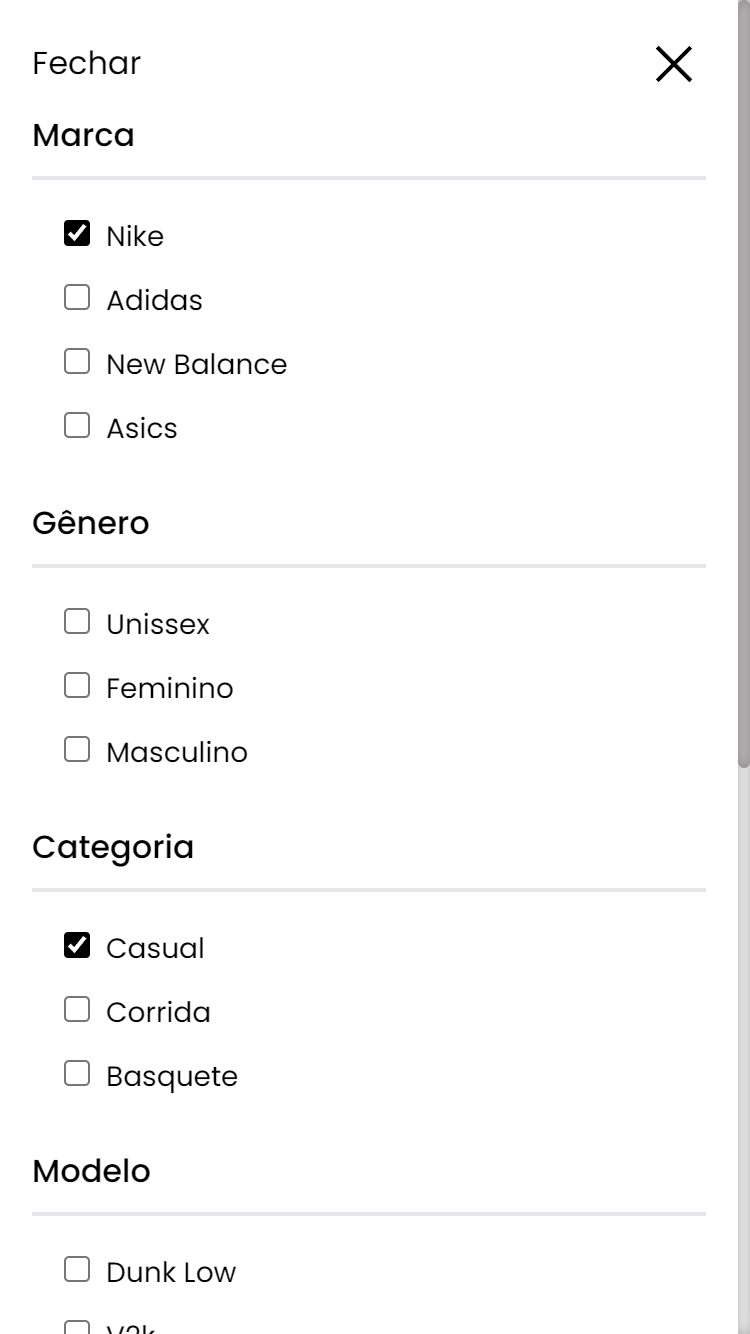 Fechar
Marca
Nike
Adidas
New Balance
Asics
Gênero
Unissex
Feminino
Masculino
Categoria
Casual
Corrida
Basquete
Modelo
Dunk Low